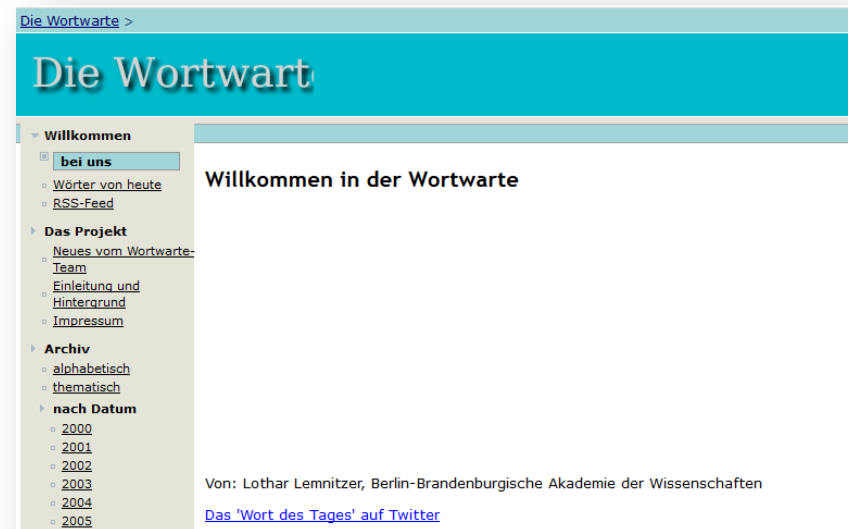 Die Wortwarte >
Die Wortwarte
Willkommen
bei uns
Wörter von heute
RSS-Feed
Das Projekt
Neues vom Wortwarte-
Team
Einleitung und
Hintergrund
Impressum
Archiv
alphabetisch
thematisch
nach Datum
2000
2001
2002
2003
2004
2005
Willkommen in der Wortwarte
Von: Lothar Lemnitzer, Berlin-Brandenburgische Akademie der Wissenschaften
Das 'Wort des Tages' auf Twitter